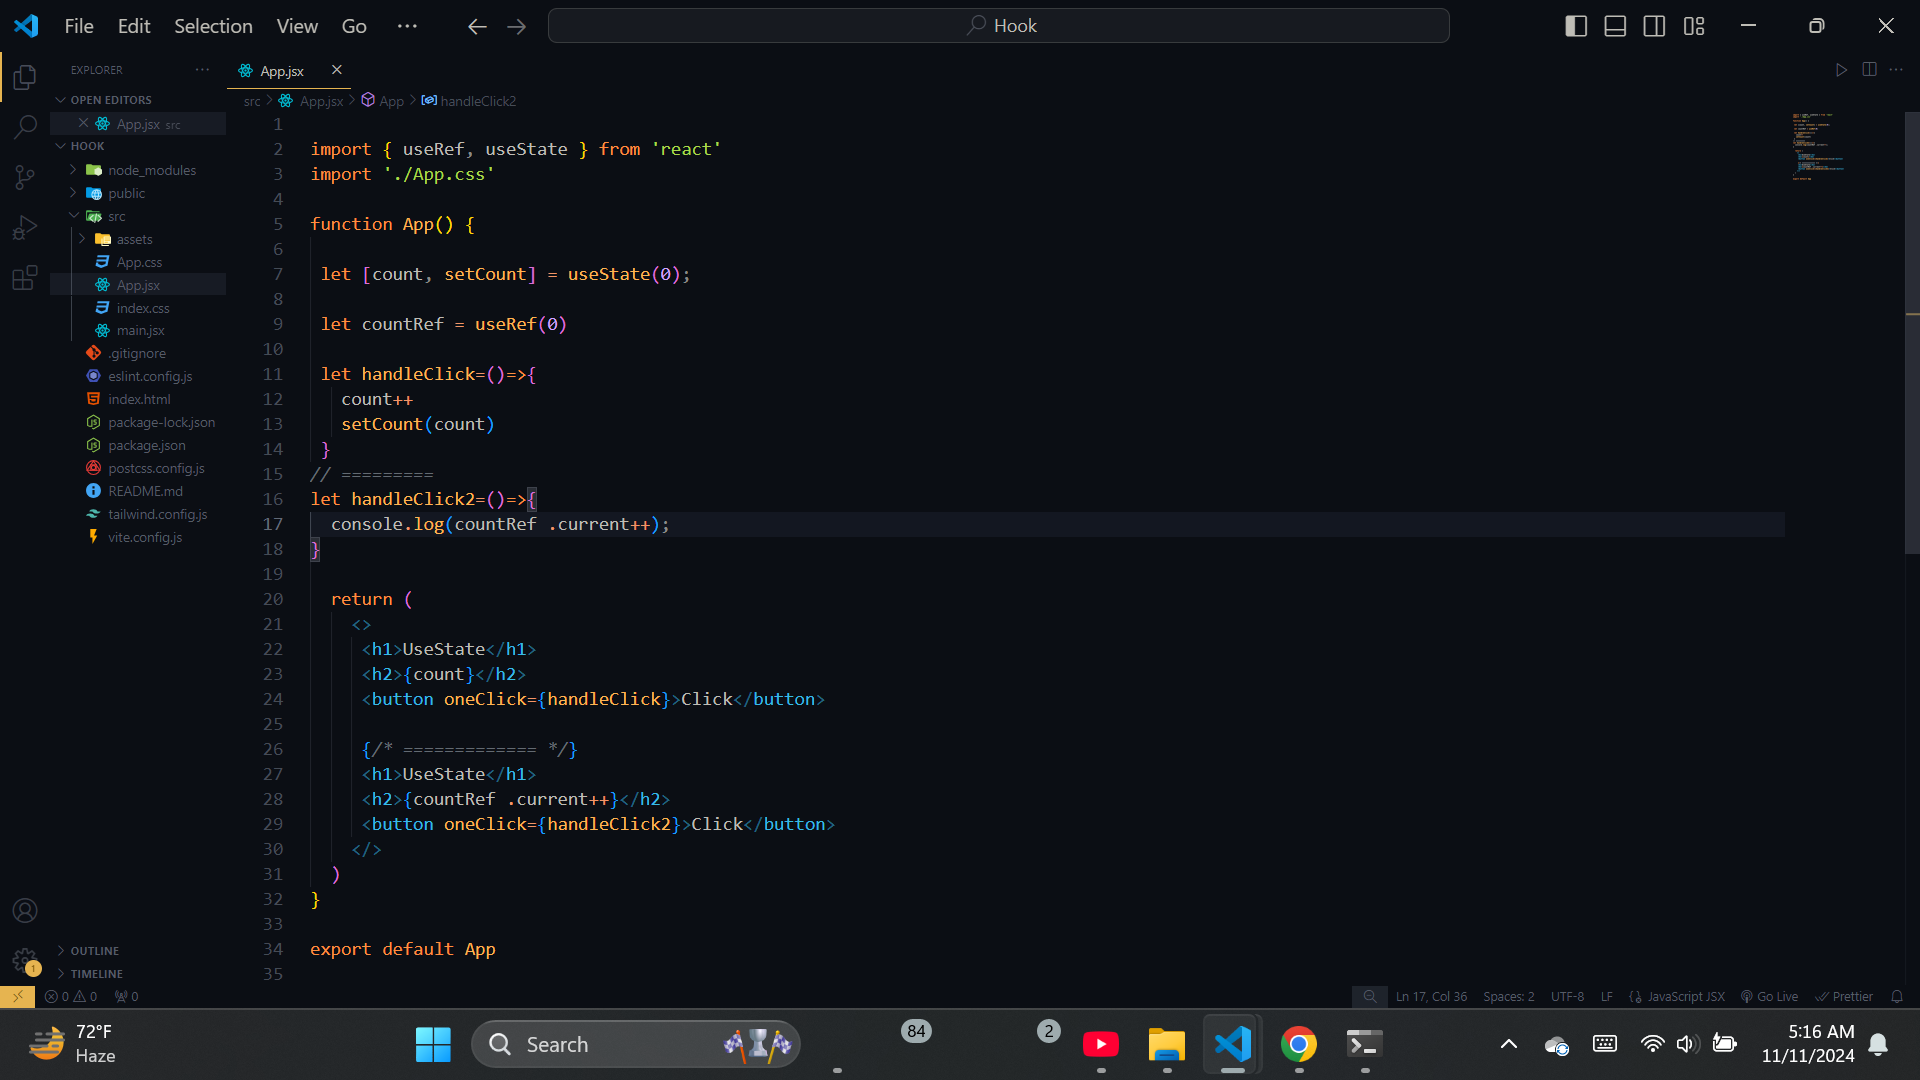 File Edit Selection View Go ··· Hook
EXPLORER ···
OPEN EDITORS
App.jsx src
HOOK
node_modules
public
src
assets
App.css
App.jsx
index.css
main.jsx
.gitignore
eslint.config.js
index.html
package-lock.json
package.json
postcss.config.js
README.md
tailwind.config.js
vite.config.js
OUTLINE
TIMELINE
App.jsx
src > App.jsx > App > handleClick2
1
2 import { useRef, useState } from 'react'
3 import './App.css'
4
5 function App() {
6
7 let [count, setCount] = useState(0);
8
9 let countRef = useRef(0)
10
11 let handleClick=()=>{
12 count++
13 setCount(count)
14 }
15 // =========
16 let handleClick2=()=>{
17 console.log(countRef .current++);
18 }
19
20 return (
21 <>
22 <h1>UseState</h1>
23 <h2>{count}</h2>
24 <button oneClick={handleClick}>Click</button>
25
26 {/* ============= */}
27 <h1>UseState</h1>
28 <h2>{countRef .current++}</h2>
29 <button oneClick={handleClick2}>Click</button>
30 </>
31 )
32 }
33
34 export default App
35
1
0 0 0 Ln 17, Col 36 Spaces: 2 UTF-8 LF JavaScript JSX Go Live Prettier
72°F
Haze
Search
84
2
5:16 AM
11/11/2024